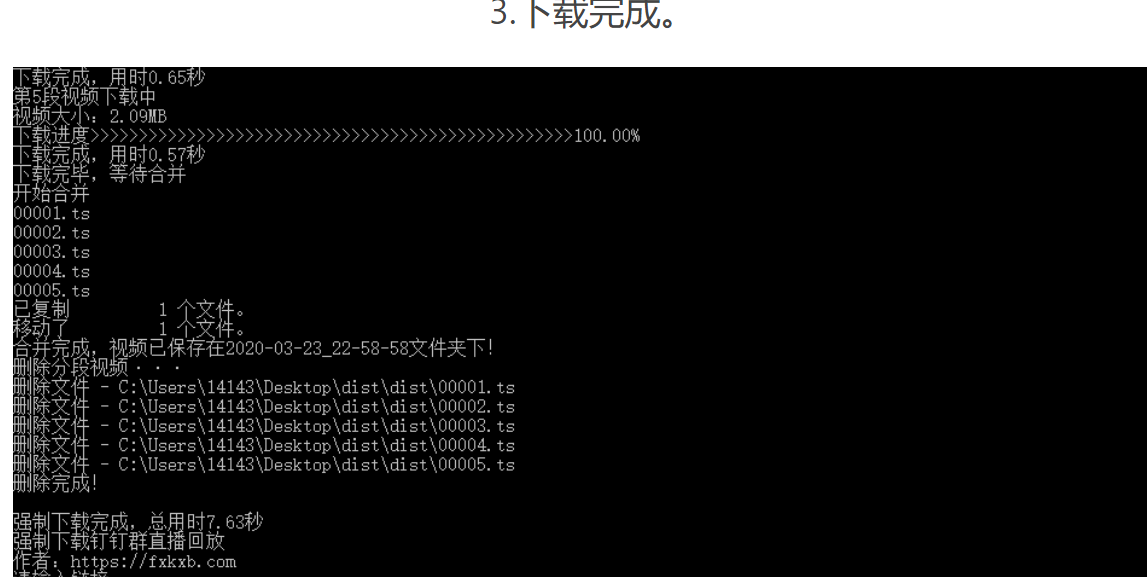 3.下载完成。
下载完成，用时0.65秒
第5段视频下载中
视频大小：2.09MB
下载进度>>>>>>>>>>>>>>>>>>>>>>>>>>>>>>>>>>>>>>>>>>>>>>>>>>100.00%
下载完成，用时0.57秒
下载完毕，等待合并
开始合并
00001.ts
00002.ts
00003.ts
00004.ts
00005.ts
已复制         1 个文件。
移动了         1 个文件。
合并完成，视频已保存在2020-03-23_22-58-58文件夹下！
删除分段视频···
删除文件 - C:\Users\14143\Desktop\dist\dist\00001.ts
删除文件 - C:\Users\14143\Desktop\dist\dist\00002.ts
删除文件 - C:\Users\14143\Desktop\dist\dist\00003.ts
删除文件 - C:\Users\14143\Desktop\dist\dist\00004.ts
删除文件 - C:\Users\14143\Desktop\dist\dist\00005.ts
删除完成！
强制下载完成，总用时7.63秒
强制下载钉钉群直播回放
作者：https://fxkxb.com
请输入链接